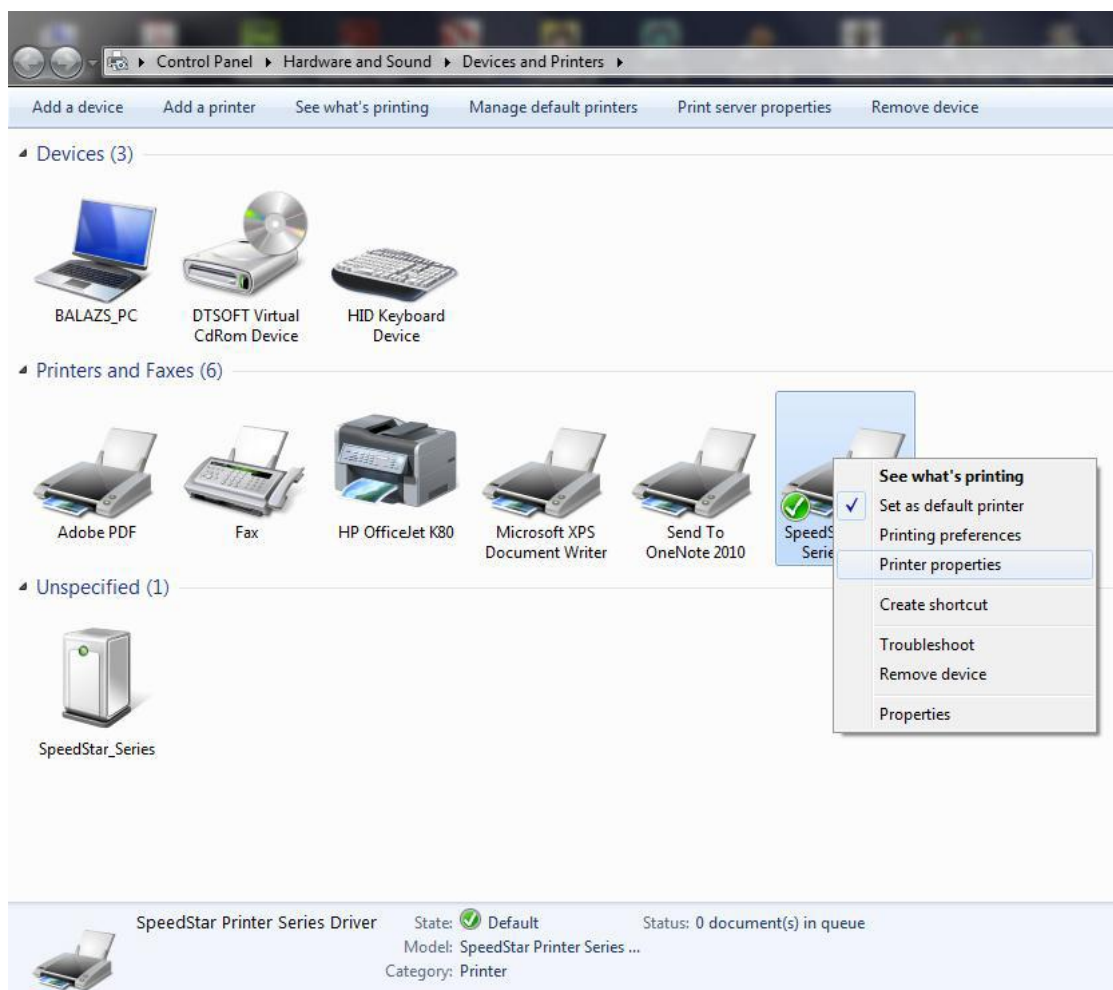 Control Panel ▸ Hardware and Sound ▸ Devices and Printers ▸
Add a device Add a printer See what's printing Manage default printers Print server properties Remove device
Devices (3)
BALAZS_PC
DTSOFT Virtual
CdRom Device
HID Keyboard
Device
Printers and Faxes (6)
Adobe PDF
Fax
HP OfficeJet K80
Microsoft XPS
Document Writer
Send To
OneNote 2010
See what's printing
Set as default printer
Printing preferences
Printer properties
Create shortcut
Troubleshoot
Remove device
Properties
Unspecified (1)
SpeedStar_Series
SpeedStar Printer Series Driver State: Default Status: 0 document(s) in queue
Model: SpeedStar Printer Series ...
Category: Printer